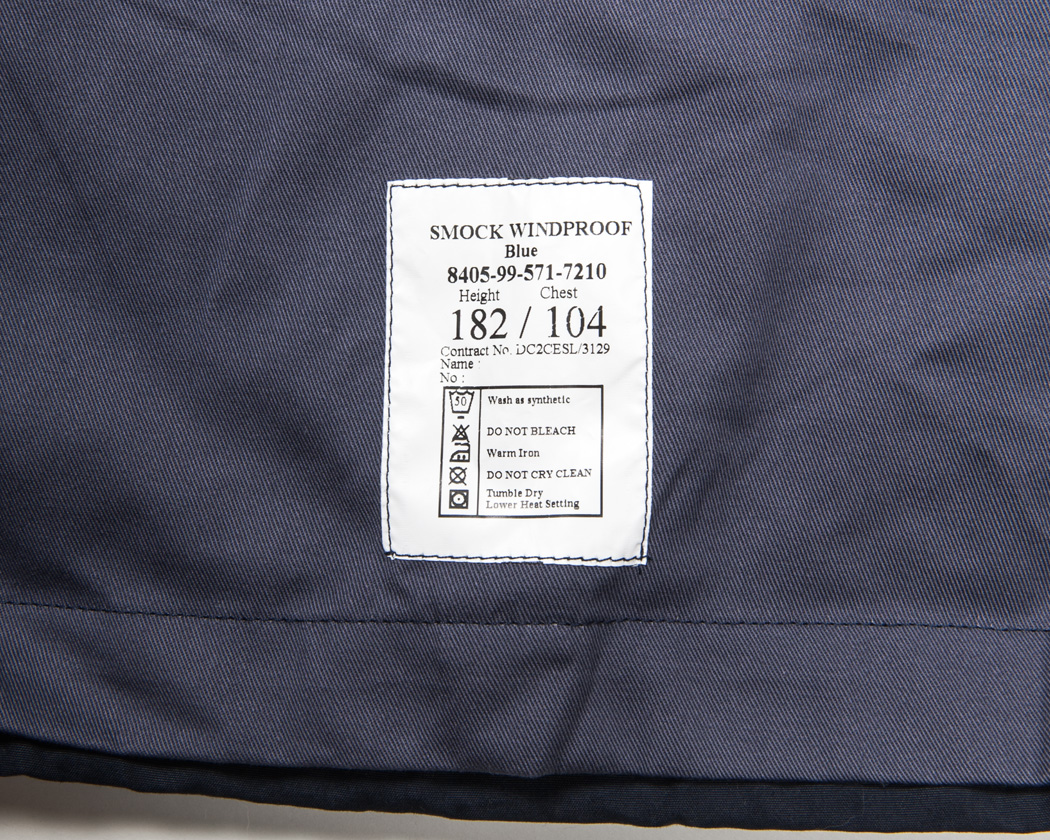 SMOCK WINDPROOF
Blue
8405-99-571-7210
Height Chest
182 / 104
Contract No. DC2CESL/3129
Name :
No :
50 Wash as synthetic
DO NOT BLEACH
Warm Iron
DO NOT CRY CLEAN
Tumble Dry
Lower Heat Setting